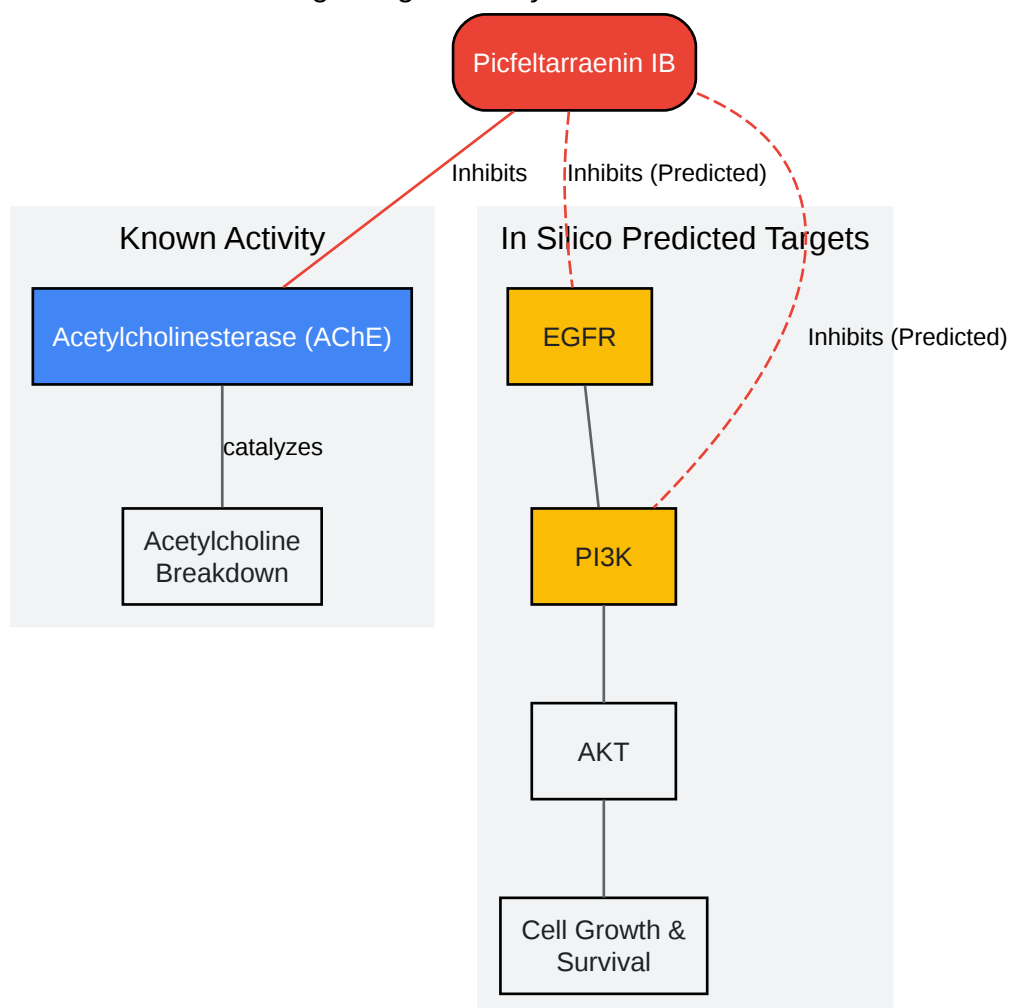 Picfeltarraenin IB
Inhibits
Inhibits (Predicted)
Known Activity
In Silico Predicted Targets
Acetylcholinesterase (AChE)
EGFR
Inhibits (Predicted)
catalyzes
Acetylcholine
Breakdown
PI3K
AKT
Cell Growth &
Survival